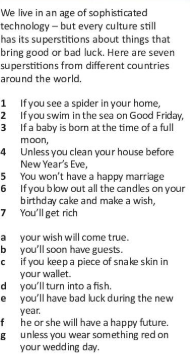 We live in an age of sophisticated
technology – but every culture still
has its superstitions about things that
bring good or bad luck. Here are seven
superstitions from different countries
around the world.
1 If you see a spider in your home,
2 If you swim in the sea on Good Friday,
3 If a baby is born at the time of a full
moon,
4 Unless you clean your house before
New Year's Eve,
5 You won't have a happy marriage
6 If you blow out all the candles on your
birthday cake and make a wish,
7 You'll get rich
a your wish will come true.
b you'll soon have guests.
c if you keep a piece of snake skin in
your wallet.
d you'll turn into a fish.
e you'll have bad luck during the new
year.
f he or she will have a happy future.
g unless you wear something red on
your wedding day.